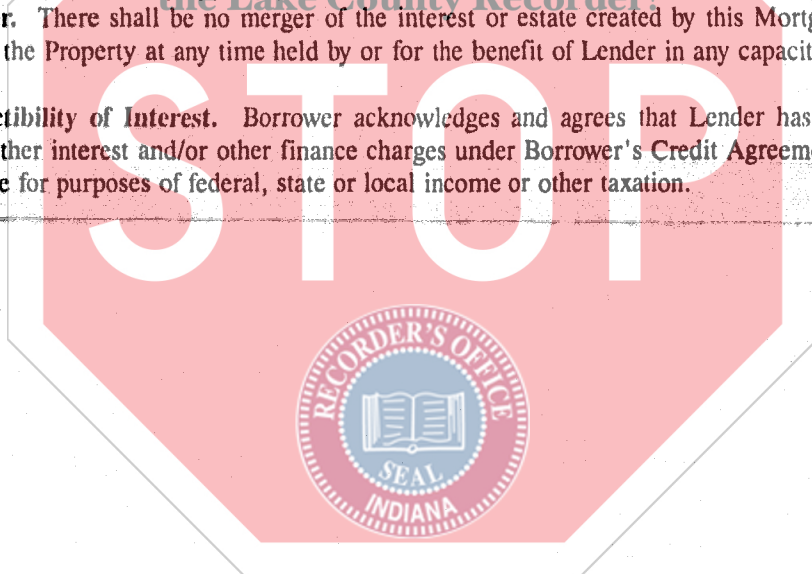 the Lake County Recorder!
r. There shall be no merger of the interest or estate created by this Mortg
the Property at any time held by or for the benefit of Lender in any capacit
STOP
tibility of Interest. Borrower acknowledges and agrees that Lender has
ther interest and/or other finance charges under Borrower's Credit Agreem
e for purposes of federal, state or local income or other taxation.
RECORDER'S OFFICE
SEAL
INDIANA